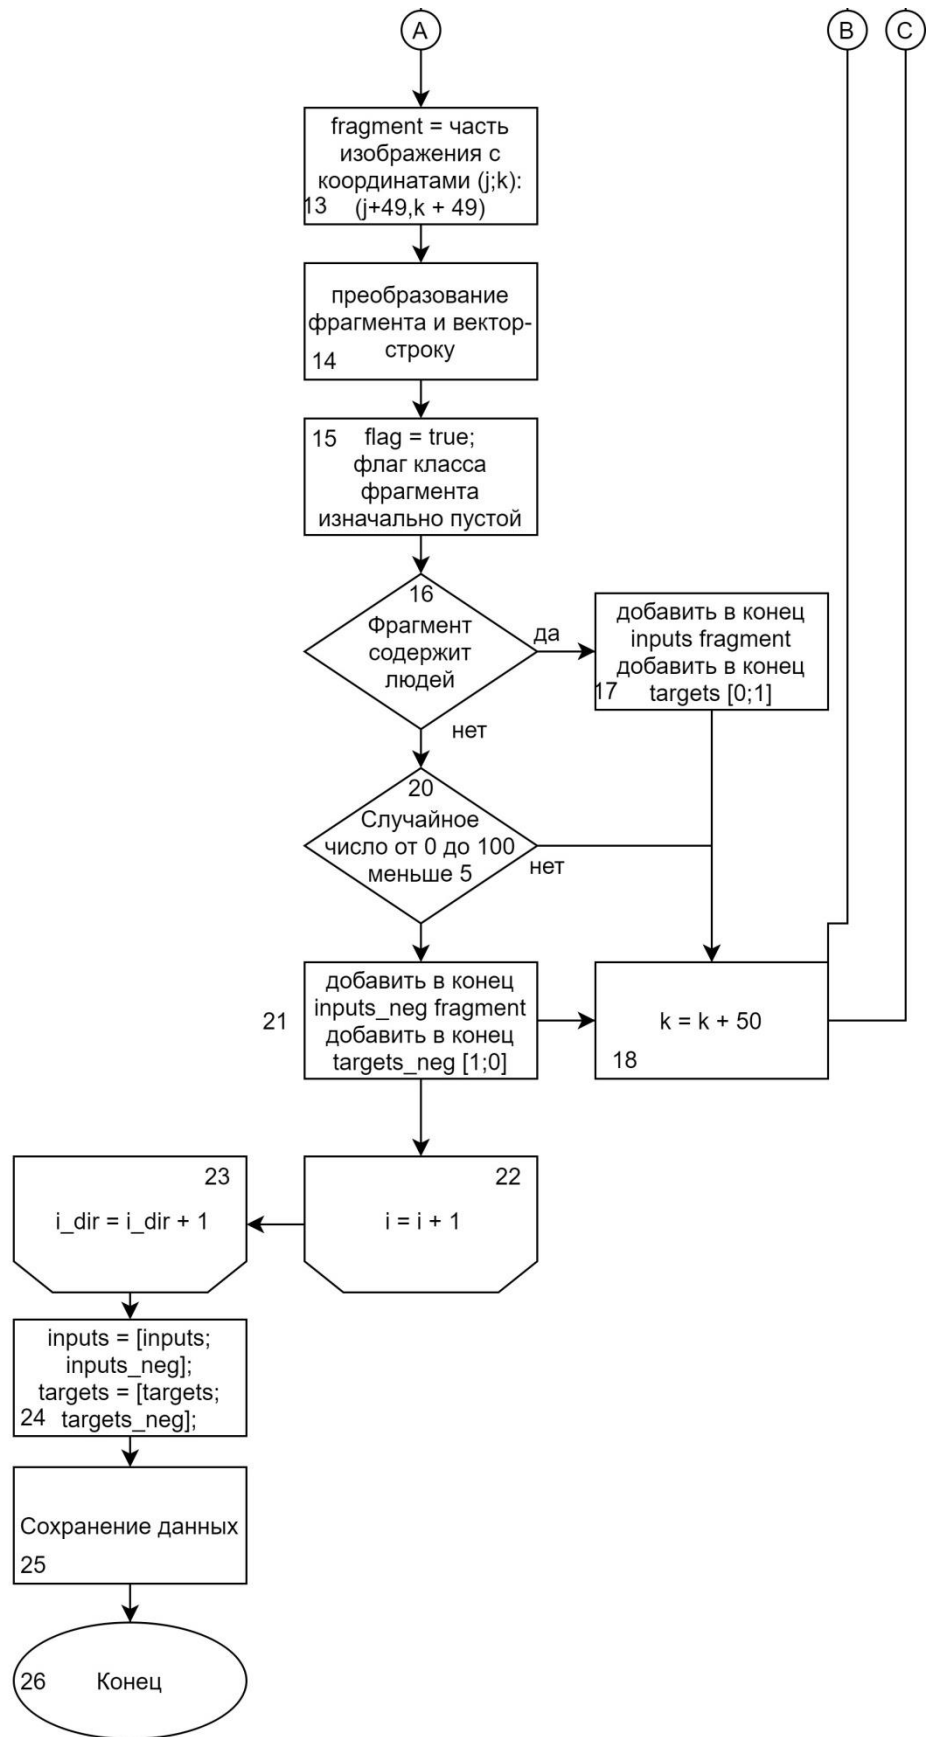 A
B
C
fragment = часть
изображения с
координатами (j;k):
13 (j+49,k + 49)
преобразование
фрагмента и вектор-
строку
14
15 flag = true;
флаг класса
фрагмента
изначально пустой
16
Фрагмент
содержит
людей
да
нет
добавить в конец
inputs fragment
добавить в конец
17 targets [0;1]
20
Случайное
число от 0 до 100
меньше 5
нет
добавить в конец
inputs_neg fragment
21
добавить в конец
targets_neg [1;0]
k = k + 50
18
23
i_dir = i_dir + 1
22
i = i + 1
inputs = [inputs;
inputs_neg];
targets = [targets;
24 targets_neg];
Сохранение данных
25
26 Конец